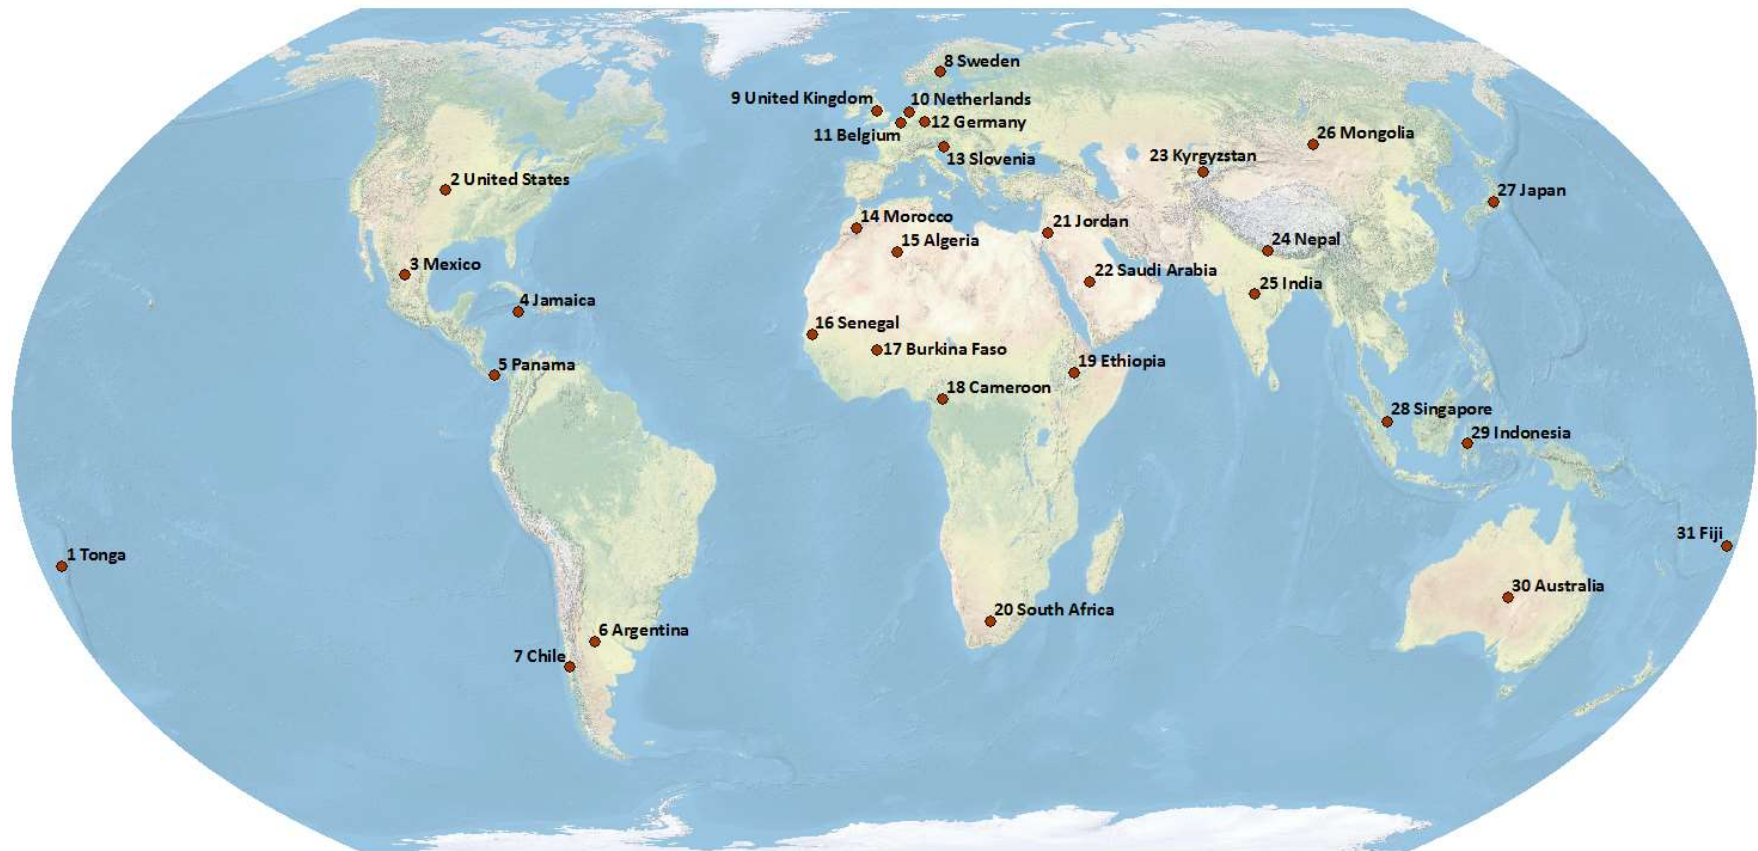 8 Sweden
9 United Kingdom
10 Netherlands
11 Belgium
12 Germany
13 Slovenia
26 Mongolia
23 Kyrgyzstan
2 United States
27 Japan
14 Morocco
21 Jordan
15 Algeria
24 Nepal
3 Mexico
22 Saudi Arabia
25 India
4 Jamaica
16 Senegal
17 Burkina Faso
19 Ethiopia
5 Panama
18 Cameroon
28 Singapore
29 Indonesia
31 Fiji
1 Tonga
30 Australia
20 South Africa
6 Argentina
7 Chile